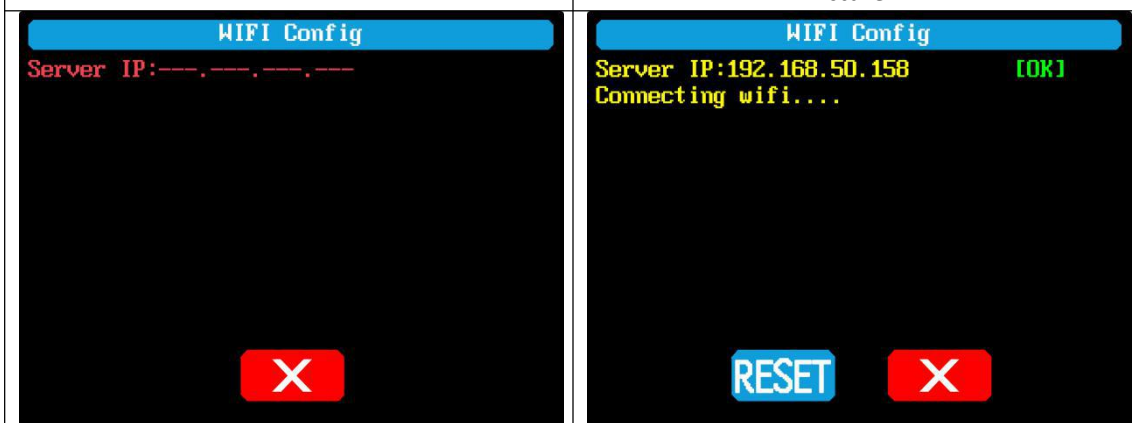 WIFI Config
Server IP:---.---.---.---
X
WIFI Config
Server IP:192.168.50.158 [OK]
Connecting wifi....
RESET X